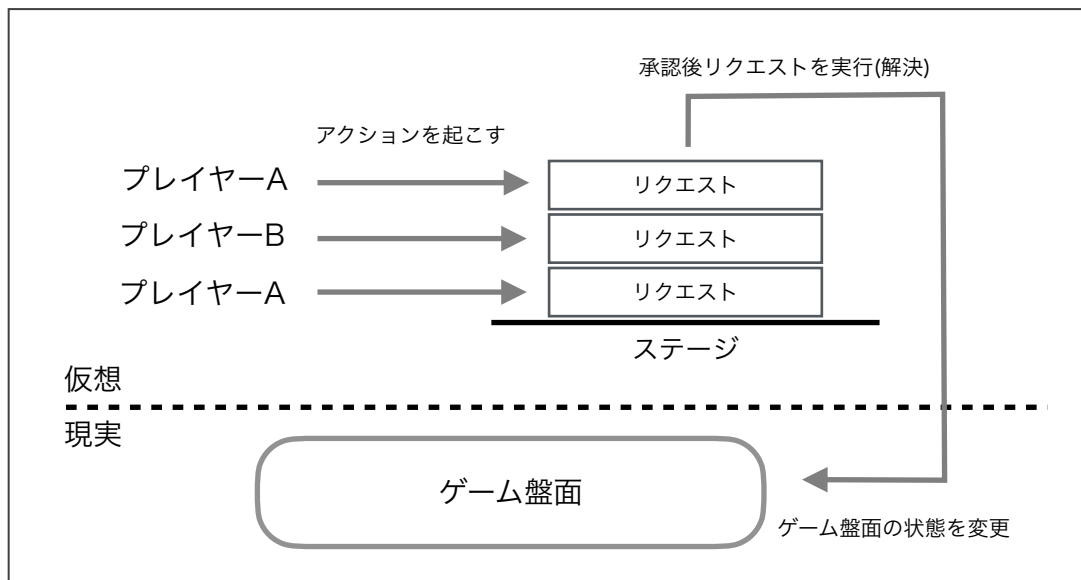 承認後リクエストを実行(解決)
アクションを起こす
プレイヤーA
リクエスト
プレイヤーB
リクエスト
プレイヤーA
リクエスト
ステージ
仮想
現実
ゲーム盤面
ゲーム盤面の状態を変更